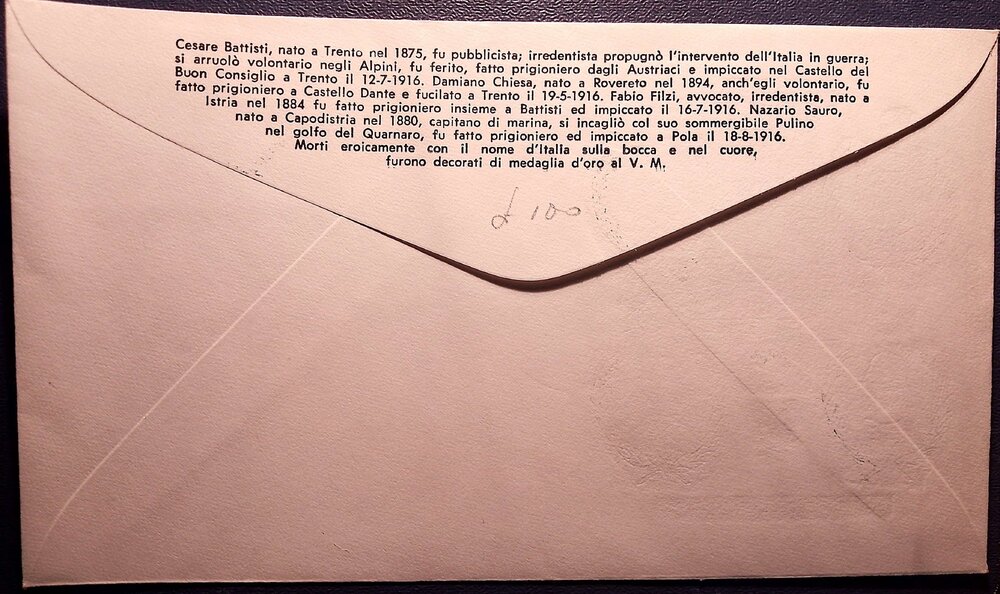 Cesare Battisti, nato a Trento nel 1875, fu pubblicista; irredentista propugnò l'intervento dell'Italia in guerra;
si arruolò volontario negli Alpini, fu ferito, fatto prigioniero dagli Austriaci e impiccato nel Castello del
Buon Consiglio a Trento il 12-7-1916. Damiano Chiesa, nato a Rovereto nel 1894, anch'egli volontario, fu
fatto prigioniero a Castello Dante e fucilato a Trento il 19-5-1916. Fabio Filzi, avvocato, irredentista, nato a
Istria nel 1884 fu fatto prigioniero insieme a Battisti ed impiccato il 16-7-1916. Nazario Sauro,
nato a Capodistria nel 1880, capitano di marina, si incagliò col suo sommergibile Pulino
nel golfo del Quarnaro, fu fatto prigioniero ed impiccato a Pola il 18-8-1916.
Morti eroicamente con il nome d'Italia sulla bocca e nel cuore,
furono decorati di medaglia d'oro al V. M.
£ 100